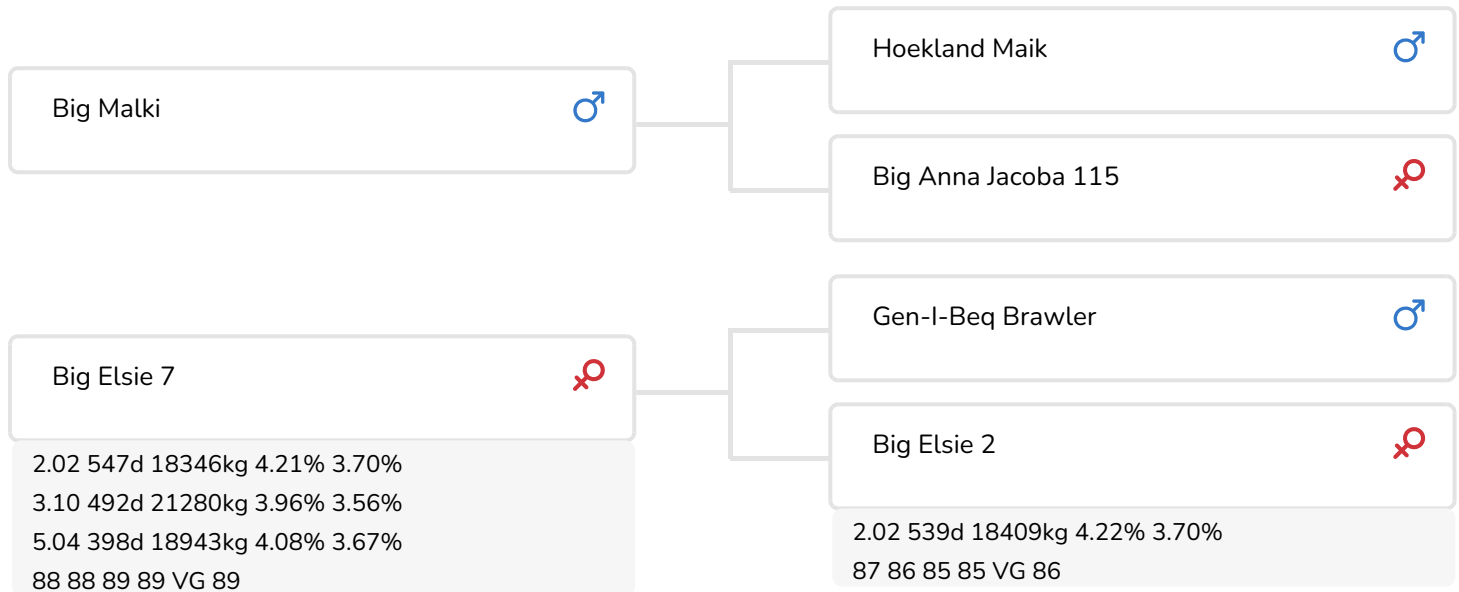 Big Malki
Big Elsie 7
2.02 547d 18346kg 4.21% 3.70%
3.10 492d 21280kg 3.96% 3.56%
5.04 398d 18943kg 4.08% 3.67%
88 88 89 89 VG 89
Hoekland Maik
Big Anna Jacoba 115
Gen-I-Beq Brawler
Big Elsie 2
2.02 539d 18409kg 4.22% 3.70%
87 86 85 85 VG 86